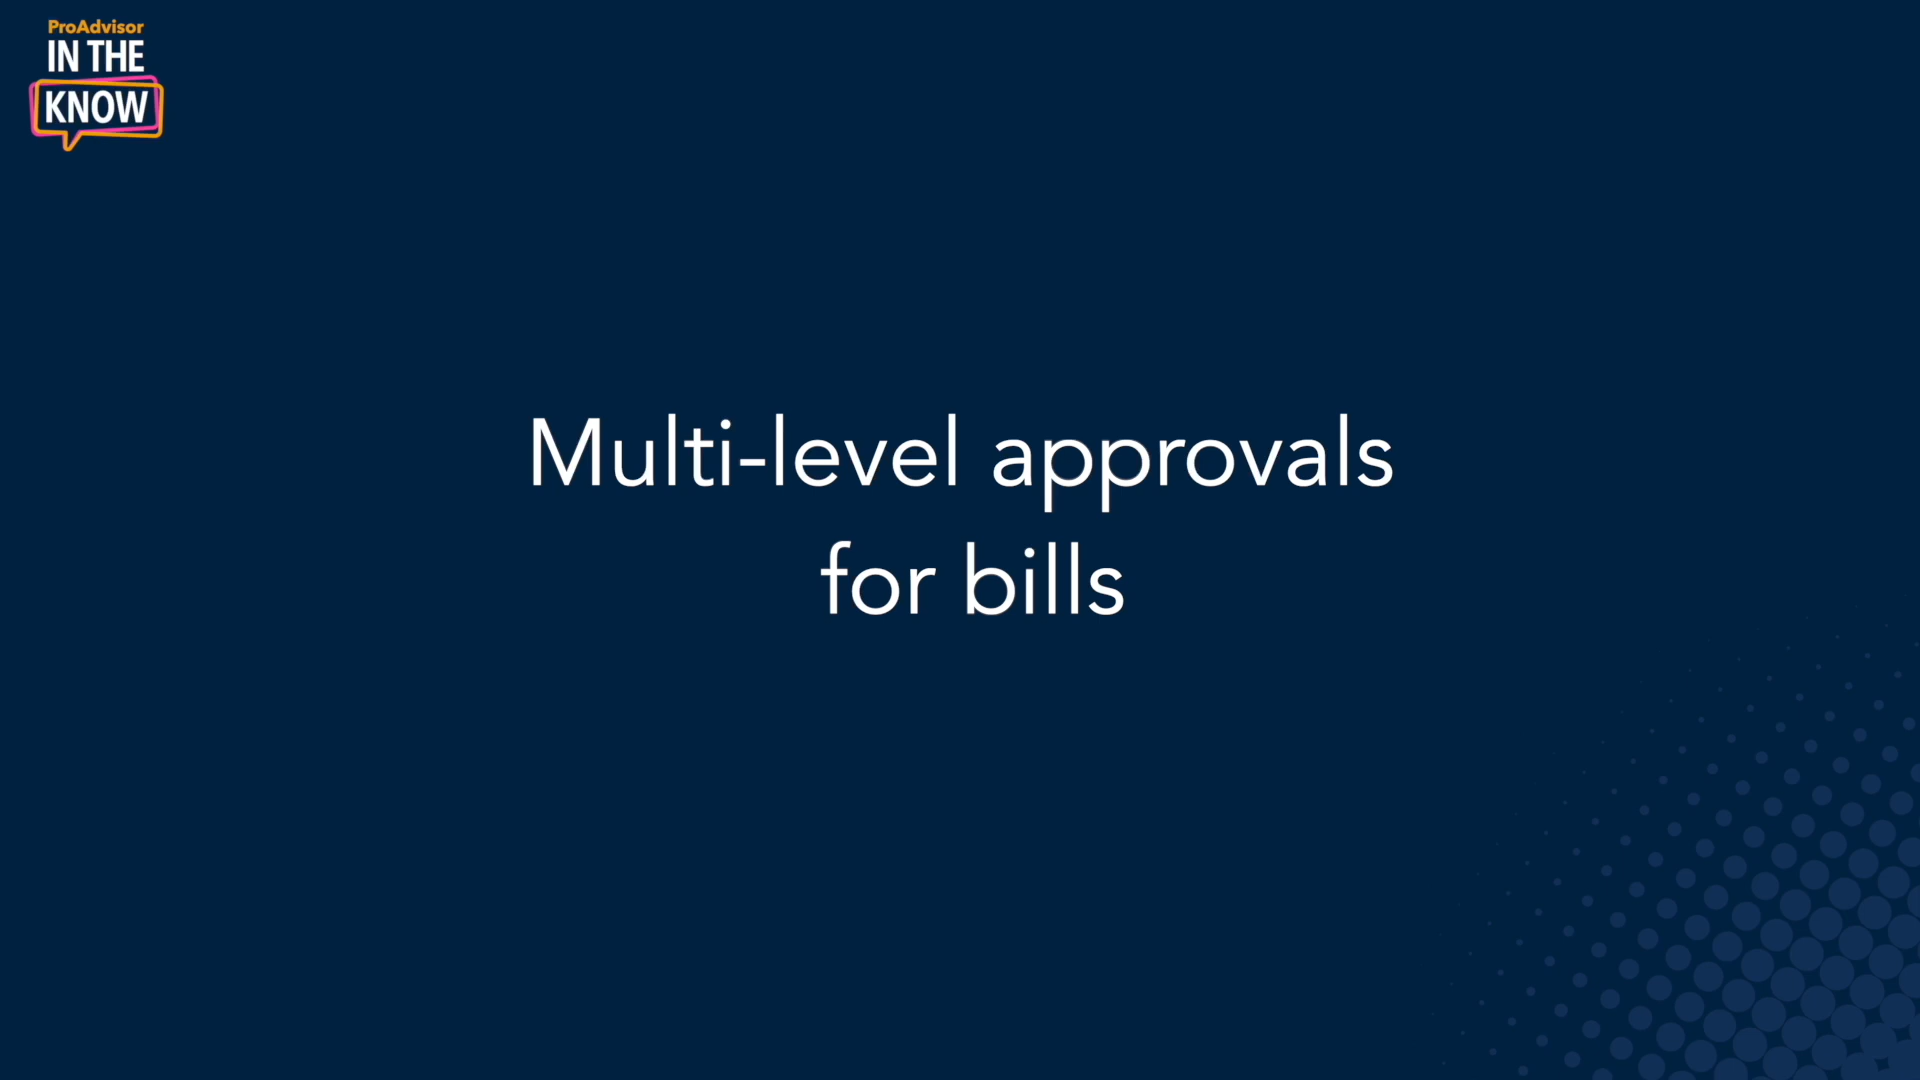 ProAdvisor
IN THE
KNOW
Multi-level approvals
for bills